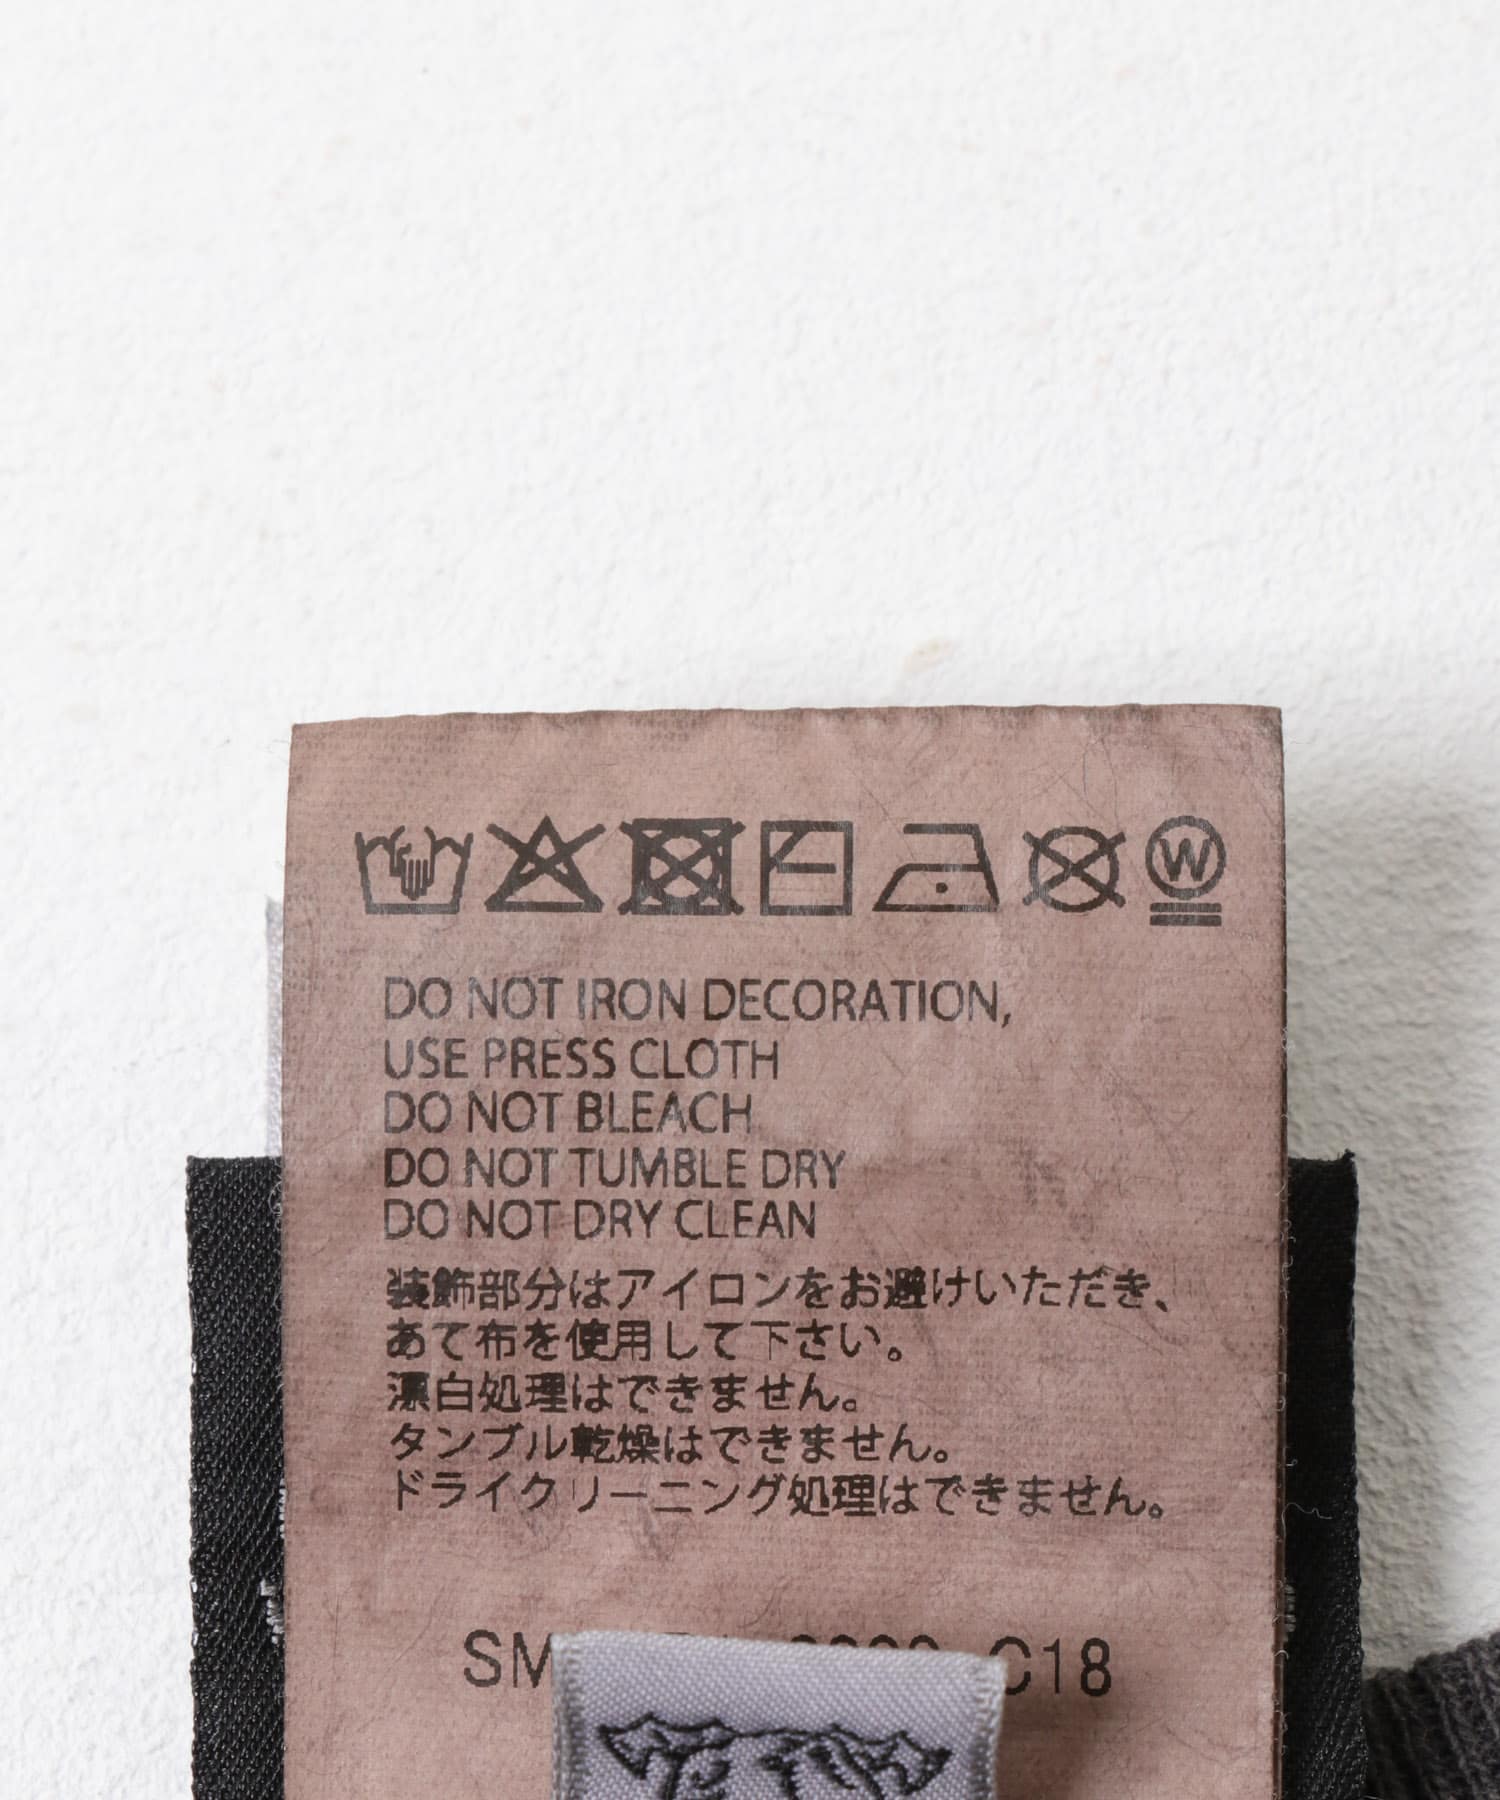 W
DO NOT IRON DECORATION,
USE PRESS CLOTH
DO NOT BLEACH
DO NOT TUMBLE DRY
DO NOT DRY CLEAN
装飾部分はアイロンをお避けいただき、
あて布を使用して下さい。
漂白処理はできません。
タンブル乾燥はできません。
ドライクリーニング処理はできません。
SM C18